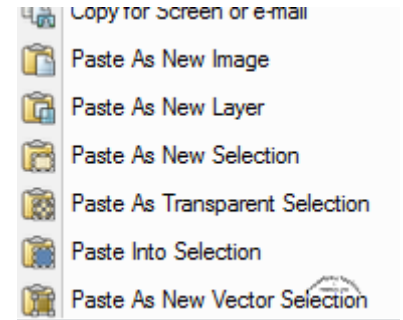 Copy for Screen or e-mail
Paste As New Image
Paste As New Layer
Paste As New Selection
Paste As Transparent Selection
Paste Into Selection
Paste As New Vector Selection